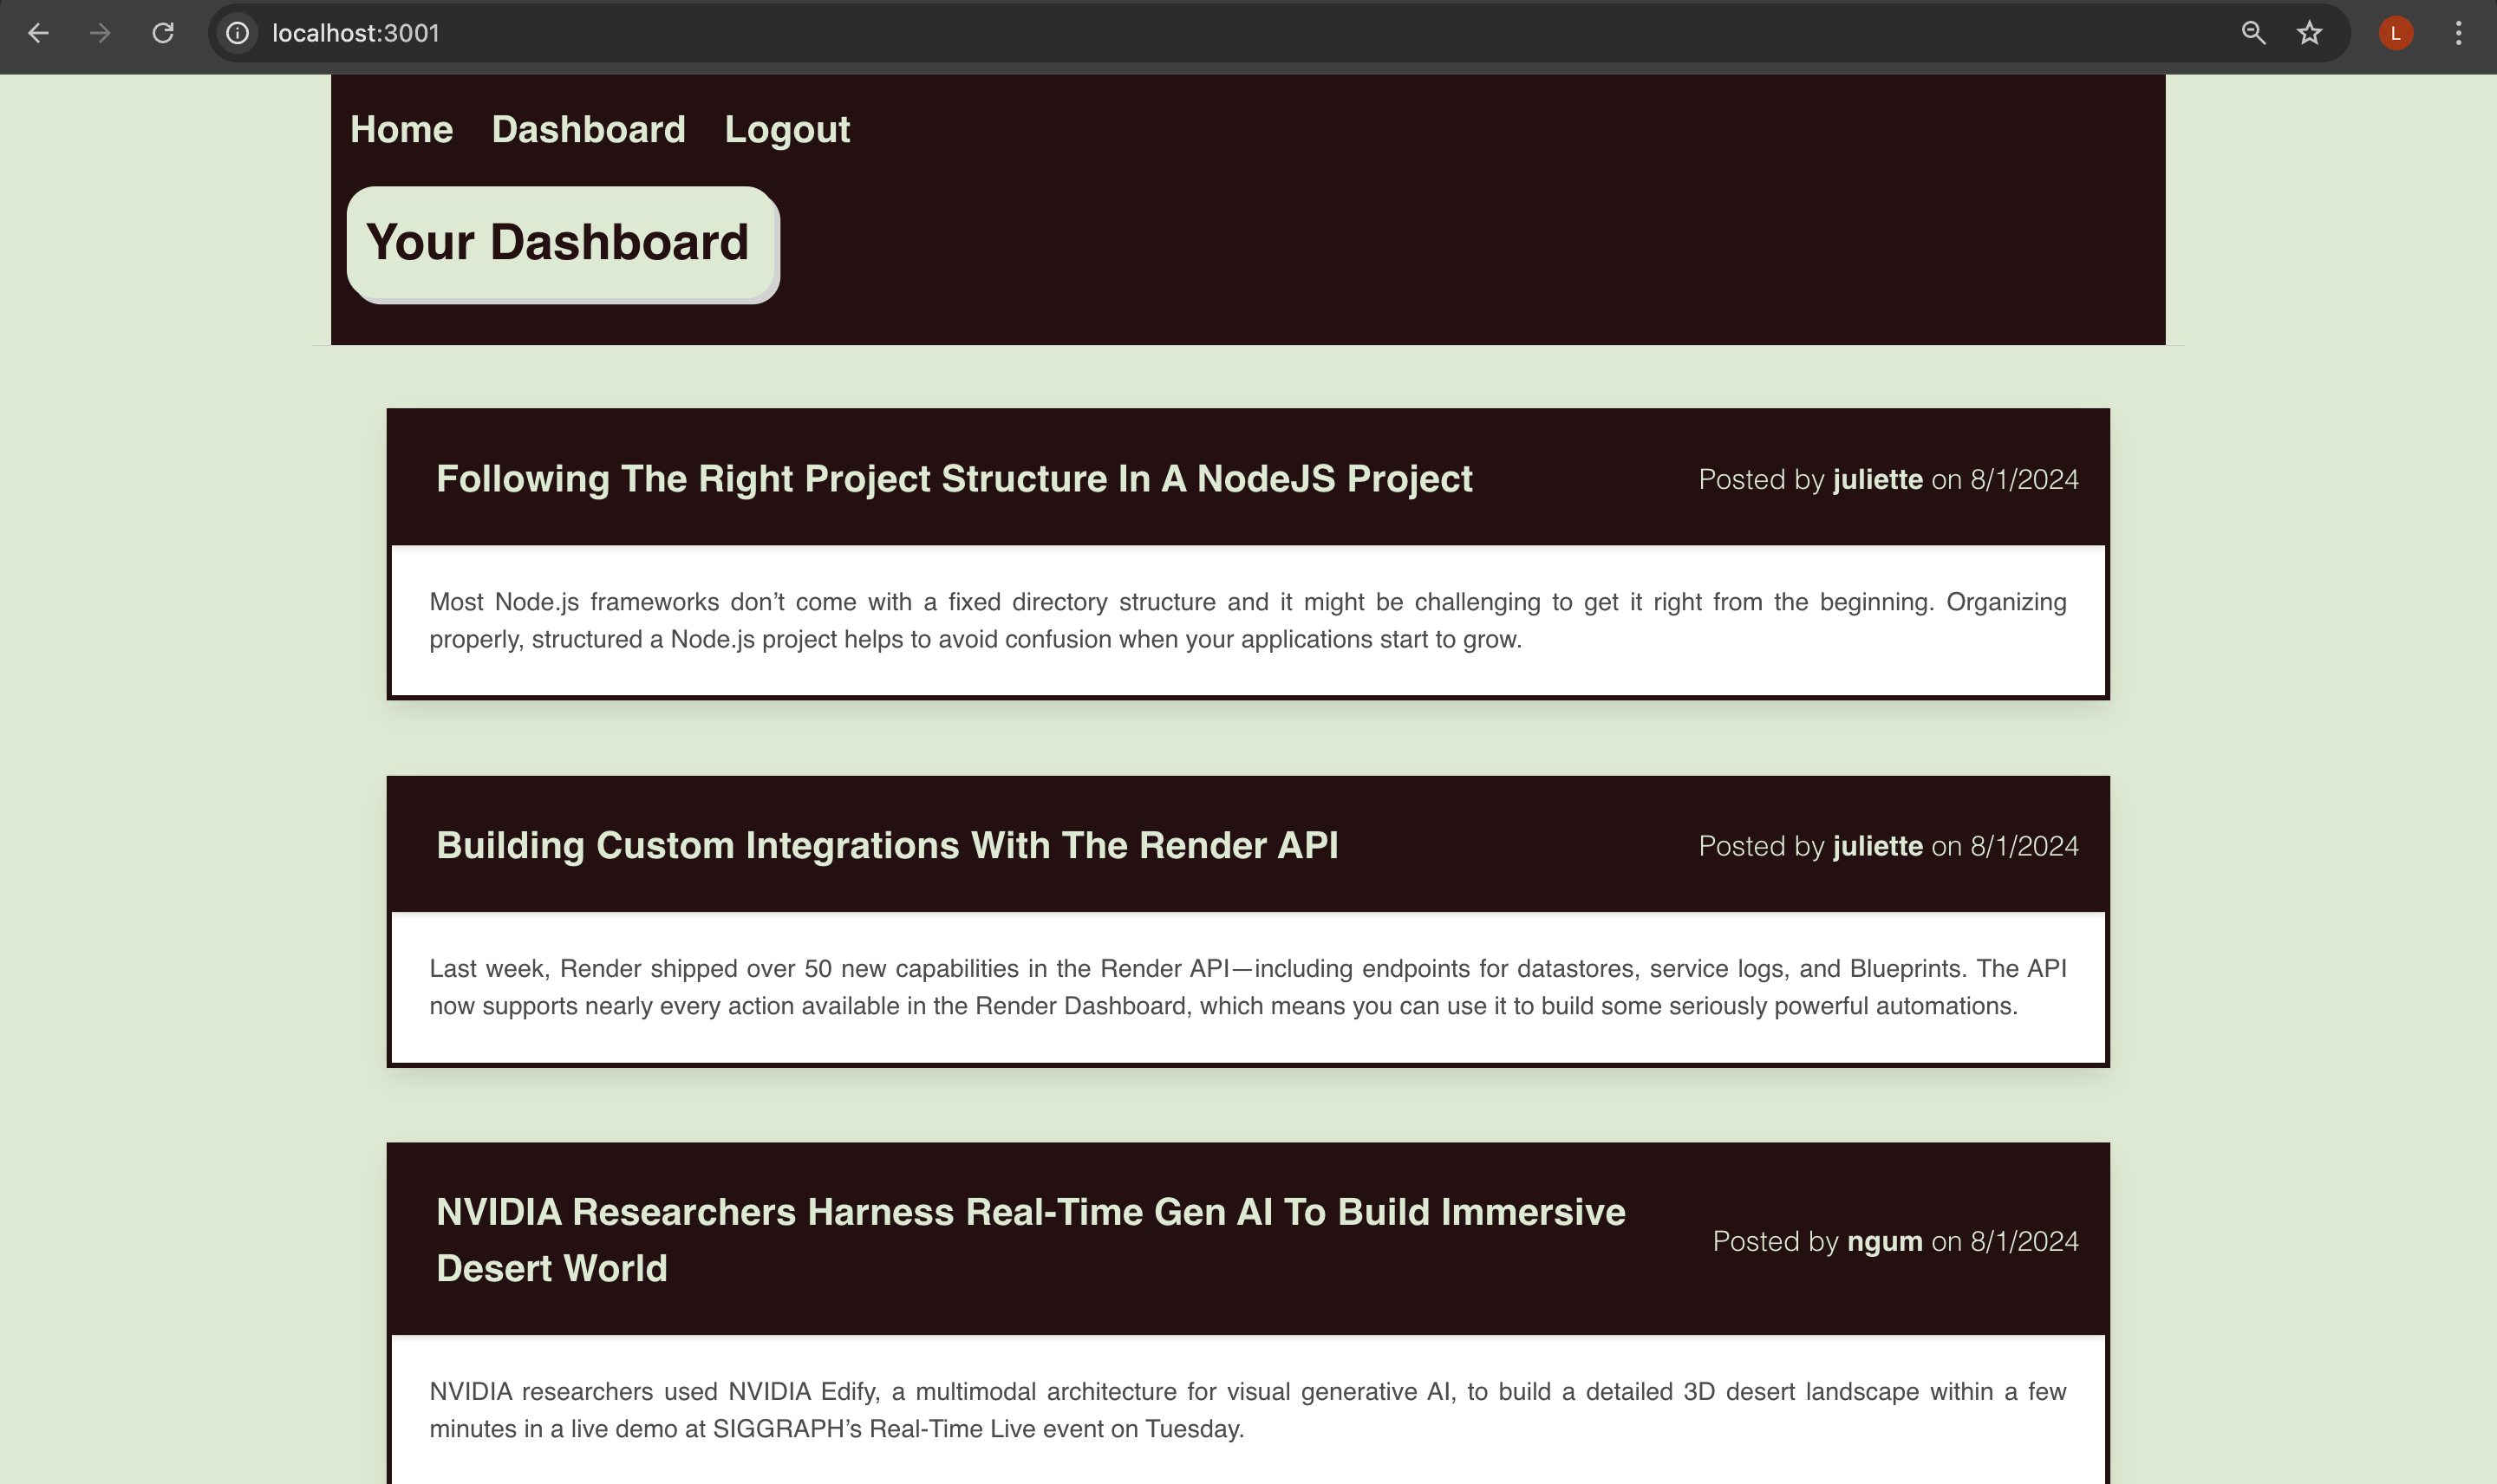 localhost:3001
L
Home Dashboard Logout
Your Dashboard
Following The Right Project Structure In A NodeJS Project
Posted by juliette on 8/1/2024
Most Node.js frameworks don’t come with a fixed directory structure and it might be challenging to get it right from the beginning. Organizing
properly, structured a Node.js project helps to avoid confusion when your applications start to grow.
Building Custom Integrations With The Render API
Posted by juliette on 8/1/2024
Last week, Render shipped over 50 new capabilities in the Render API—including endpoints for datastores, service logs, and Blueprints. The API
now supports nearly every action available in the Render Dashboard, which means you can use it to build some seriously powerful automations.
NVIDIA Researchers Harness Real-Time Gen AI To Build Immersive
Desert World
Posted by ngum on 8/1/2024
NVIDIA researchers used NVIDIA Edify, a multimodal architecture for visual generative AI, to build a detailed 3D desert landscape within a few
minutes in a live demo at SIGGRAPH’s Real-Time Live event on Tuesday.